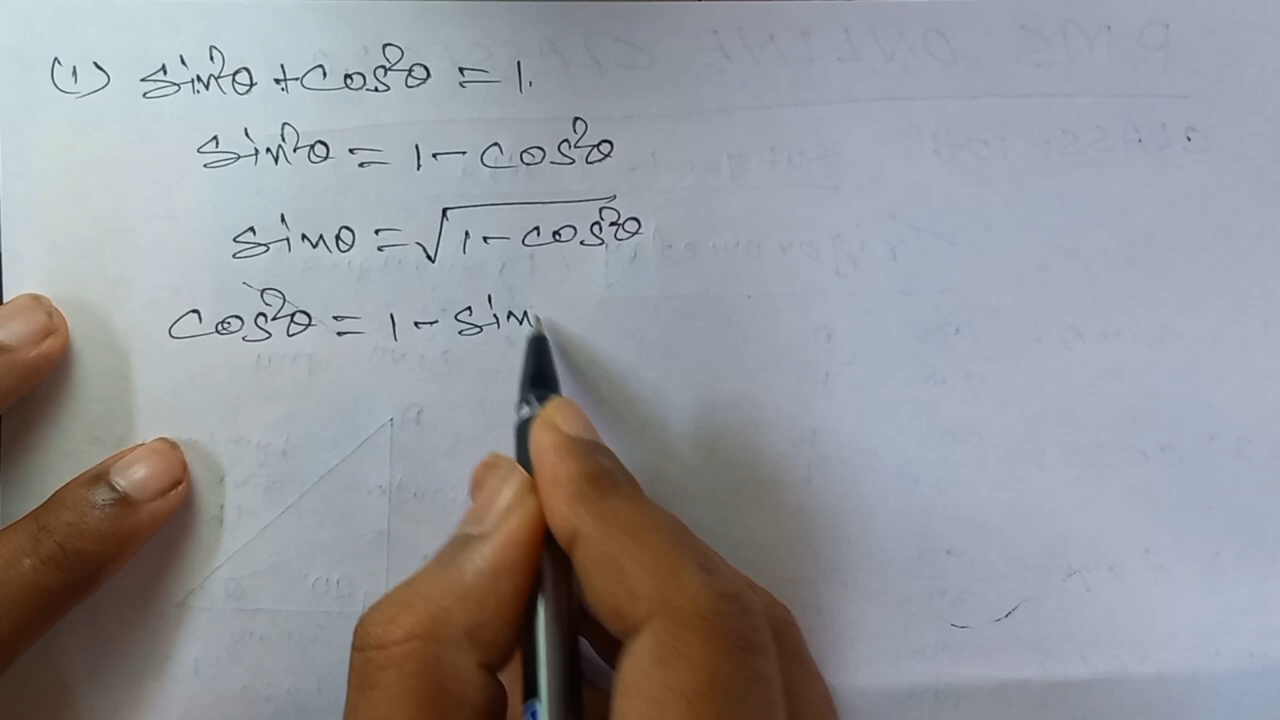 (1) sin²θ + cos²θ = 1.
sin²θ = 1 - cos²θ
sinθ = √1 - cos²θ
cos²θ = 1 - sin